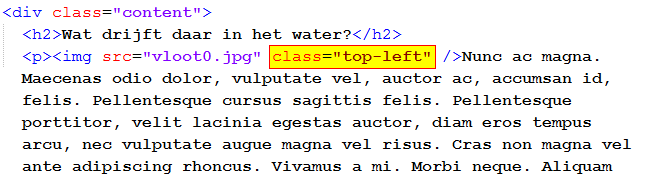 <div class="content">
<h2>Wat drijft daar in het water?</h2>
<p><img src="vloot0.jpg" class="top-left" />Nunc ac magna.
Maecenas odio dolor, vulputate vel, auctor ac, accumsan id,
felis. Pellentesque cursus sagittis felis. Pellentesque
porttitor, velit lacinia egestas auctor, diam eros tempus
arcu, nec vulputate augue magna vel risus. Cras non magna vel
ante adipiscing rhoncus. Vivamus a mi. Morbi neque. Aliquam